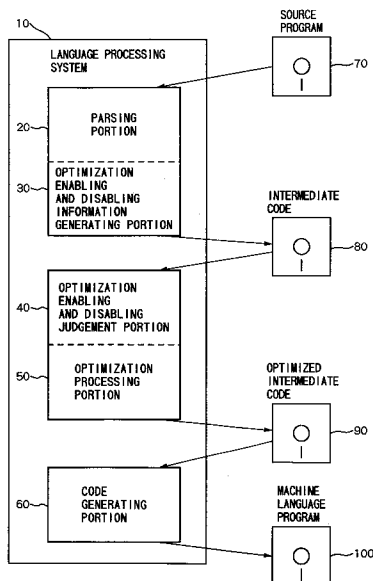 10
LANGUAGE PROCESSING
SYSTEM
SOURCE
PROGRAM
70
20
PARSING
PORTION
30
OPTIMIZATION
ENABLING
AND DISABLING
INFORMATION
GENERATING PORTION
INTERMEDIATE
CODE
80
40
OPTIMIZATION
ENABLING
AND DISABLING
JUDGEMENT PORTION
50
OPTIMIZATION
PROCESSING
PORTION
OPTIMIZED
INTERMEDIATE
CODE
90
60
CODE
GENERATING
PORTION
MACHINE
LANGUAGE
PROGRAM
100